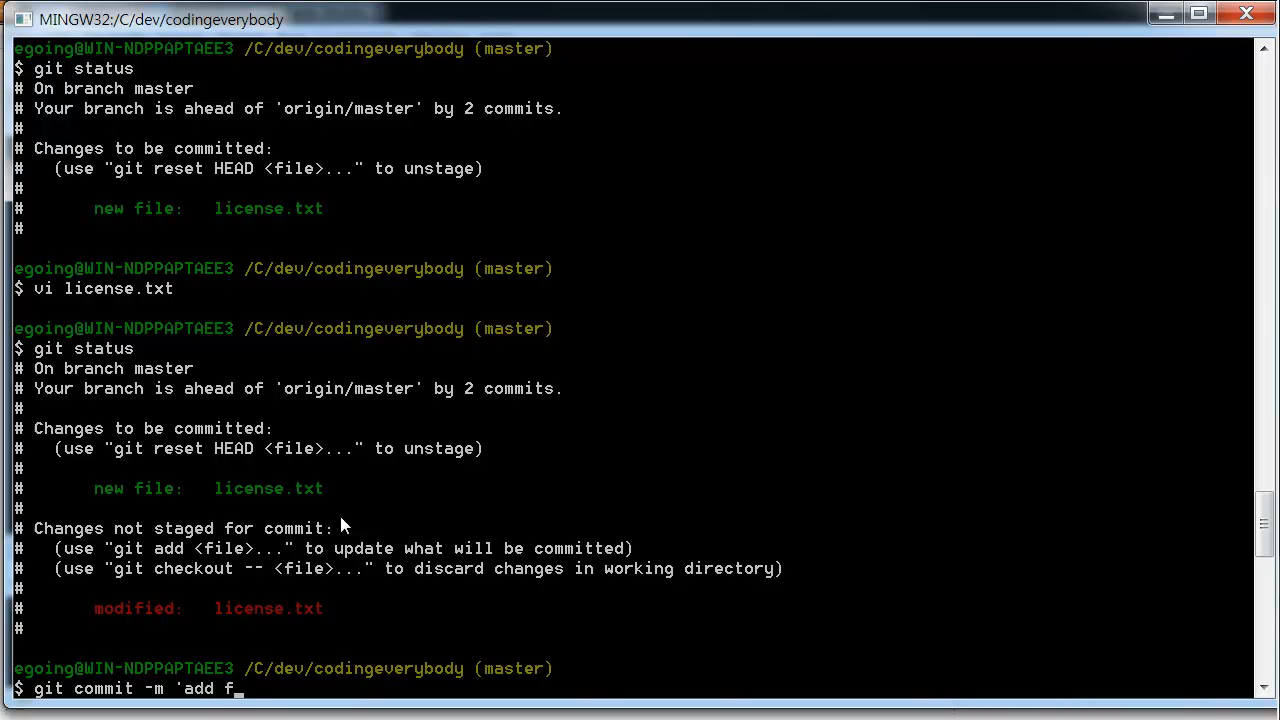 MINGW32:/C/dev/codingeverybody
egoing@WIN-NDPPAPTAEE3 /C/dev/codingeverybody (master)
$ git status
# On branch master
# Your branch is ahead of 'origin/master' by 2 commits.
#
# Changes to be committed:
#   (use "git reset HEAD <file>..." to unstage)
#
#       new file:   license.txt
#
egoing@WIN-NDPPAPTAEE3 /C/dev/codingeverybody (master)
$ vi license.txt
egoing@WIN-NDPPAPTAEE3 /C/dev/codingeverybody (master)
$ git status
# On branch master
# Your branch is ahead of 'origin/master' by 2 commits.
#
# Changes to be committed:
#   (use "git reset HEAD <file>..." to unstage)
#
#       new file:   license.txt
#
# Changes not staged for commit:
#   (use "git add <file>..." to update what will be committed)
#   (use "git checkout -- <file>..." to discard changes in working directory)
#
#       modified:   license.txt
#
egoing@WIN-NDPPAPTAEE3 /C/dev/codingeverybody (master)
$ git commit -m 'add f